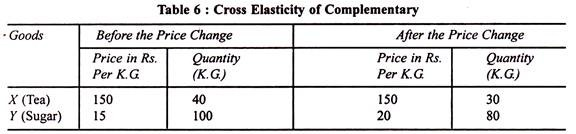 Table 6 : Cross Elasticity of Complementary
Goods Before the Price Change After the Price Change
Price in Rs. Quantity Price in Rs. Quantity
Per K.G. (K.G.) Per K.G. (K.G.)
X (Tea) 150 40 150 30
Y (Sugar) 15 100 20 80